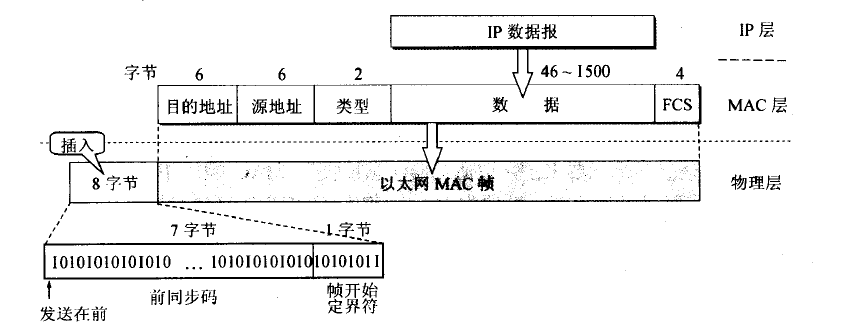 IP 数据报
IP 层
字节 6 6 2 46~1500 4
目的地址 源地址 类型 数 据 FCS
MAC 层
插入
8 字节
以太网 MAC 帧
物理层
7 字节 1 字节
10101010101010 … 10101010101010101011
前同步码
帧开始
定界符
发送在前